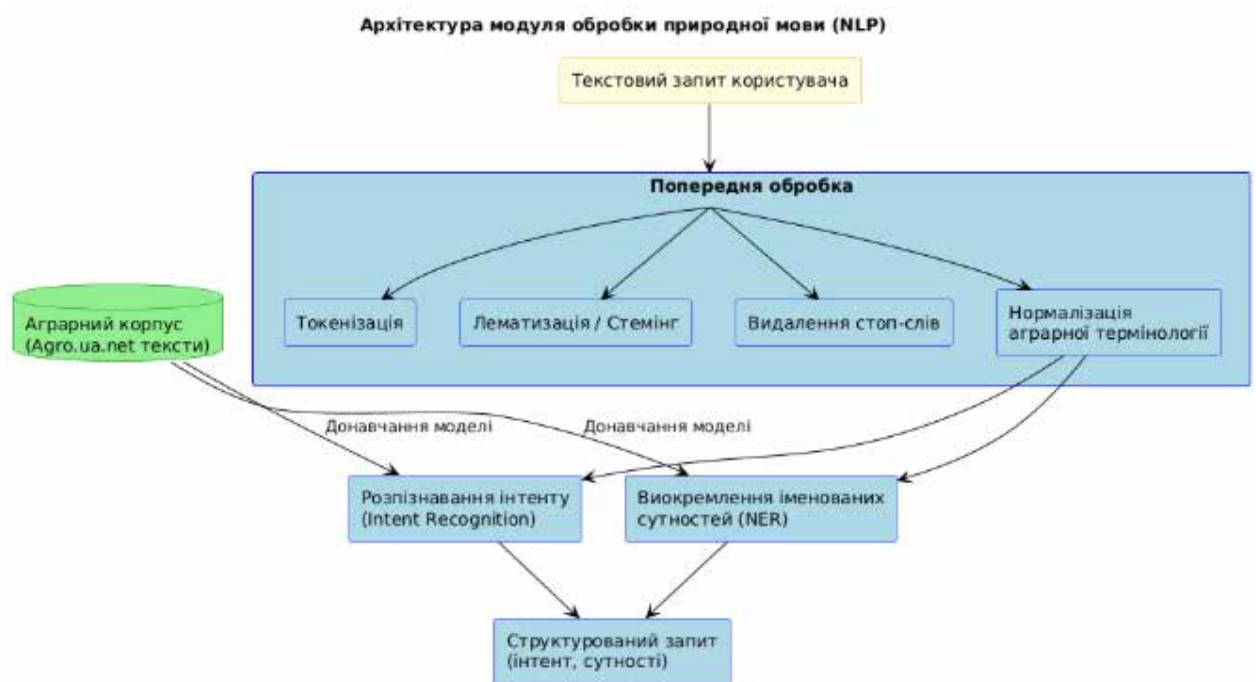 Архітектура модуля обробки природної мови (NLP)
Текстовий запит користувача
Попередня обробка
Токенізація
Лематизація / Стемінг
Видалення стоп-слів
Нормалізація
аграрної термінології
Аграрний корпус
(Agro.ua.net тексти)
Донавчання моделі
Донавчання моделі
Розпізнавання інтенту
(Intent Recognition)
Виокремлення іменованих
сутностей (NER)
Структурований запит
(інтент, сутності)